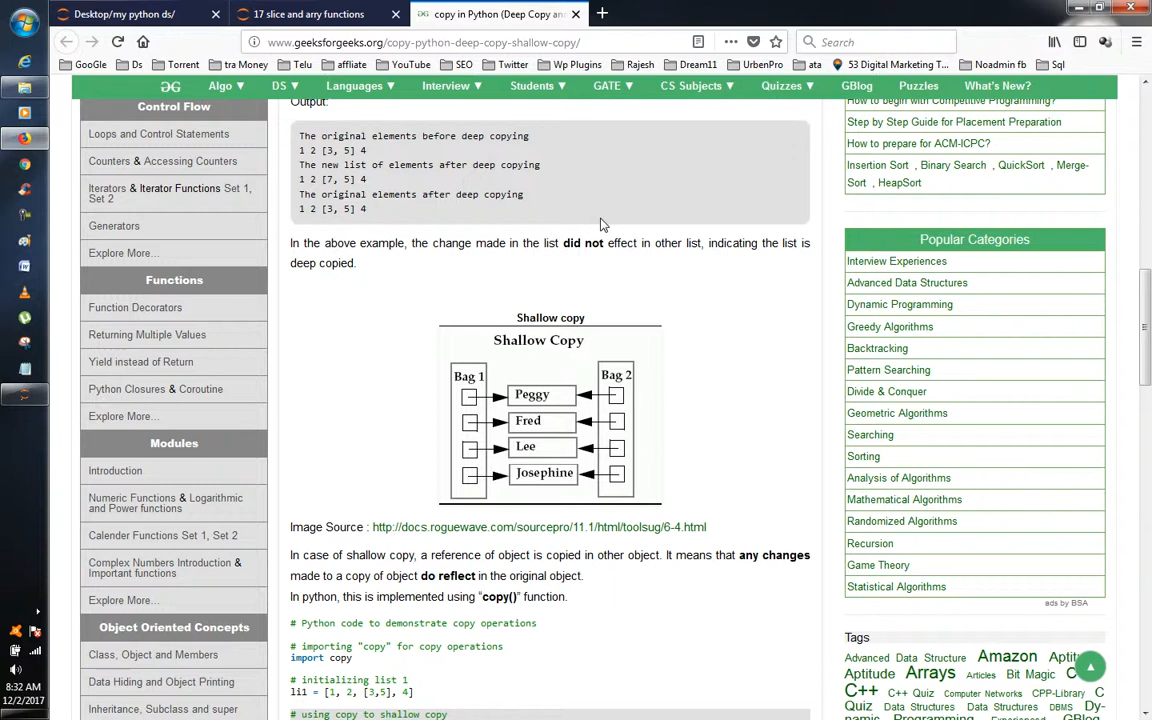 Desktop/my python ds/
17 slice and arry functions
copy in Python (Deep Copy an
www.geeksforgeeks.org/copy-python-deep-copy-shallow-copy/
Search
GooGle
Ds
Torrent
tra Money
Telu
affliate
YouTube
SEO
Twitter
Wp Plugins
Rajesh
Dream11
UrbenPro
ata
53 Digital Marketing T...
Noadmin fb
Sql
Algo ▾
DS ▾
Languages ▾
Interview ▾
Students ▾
GATE ▾
CS Subjects ▾
Quizzes ▾
GBlog
Puzzles
What's New?
Control Flow
Loops and Control Statements
Counters & Accessing Counters
Iterators & Iterator Functions Set 1,
Set 2
Generators
Explore More...
Functions
Function Decorators
Returning Multiple Values
Yield instead of Return
Python Closures & Coroutine
Explore More...
Modules
Introduction
Numeric Functions & Logarithmic
and Power functions
Calender Functions Set 1, Set 2
Complex Numbers Introduction &
Important functions
Explore More...
Object Oriented Concepts
Class, Object and Members
Data Hiding and Object Printing
Inheritance, Subclass and super
Output:
The original elements before deep copying
1 2 [3, 5] 4
The new list of elements after deep copying
1 2 [7, 5] 4
The original elements after deep copying
1 2 [3, 5] 4
In the above example, the change made in the list did not effect in other list, indicating the list is
deep copied.
Shallow copy
Shallow Copy
Bag 1
Bag 2
Peggy
Fred
Lee
Josephine
Image Source : http://docs.roguewave.com/sourcepro/11.1/html/toolsug/6-4.html
In case of shallow copy, a reference of object is copied in other object. It means that any changes
made to a copy of object do reflect in the original object.
In python, this is implemented using “copy()” function.
# Python code to demonstrate copy operations
# importing "copy" for copy operations
import copy
# initializing list 1
li1 = [1, 2, [3,5], 4]
# using copy to shallow copy
How to begin with Competitive Programming?
Step by Step Guide for Placement Preparation
How to prepare for ACM-ICPC?
Insertion Sort , Binary Search , QuickSort , Merge-
Sort , HeapSort
Popular Categories
Interview Experiences
Advanced Data Structures
Dynamic Programming
Greedy Algorithms
Backtracking
Pattern Searching
Divide & Conquer
Geometric Algorithms
Searching
Sorting
Analysis of Algorithms
Mathematical Algorithms
Randomized Algorithms
Recursion
Game Theory
Statistical Algorithms
ads by BSA
Tags
Advanced Data Structure Amazon Aptit
Aptitude Arrays Articles Bit Magic C
C++ C++ Quiz Computer Networks CPP-Library C
Quiz Data Structures Data Structures DBMS Dy-
namic Programming Experiences GBlog
8:32 AM
12/2/2017